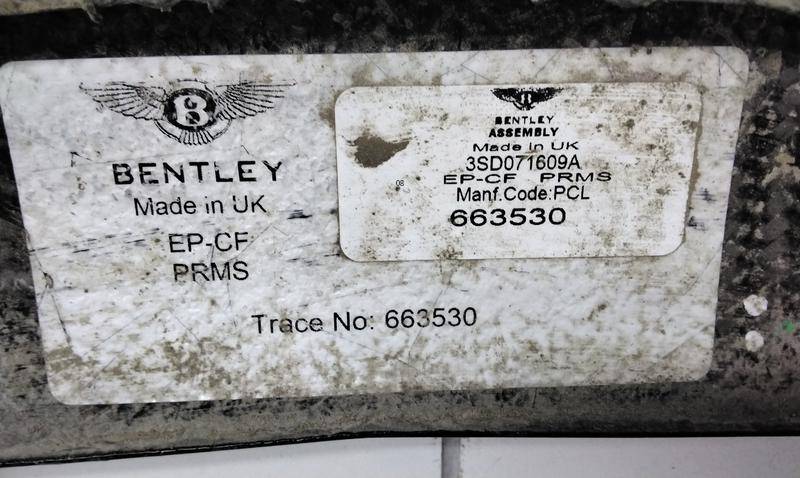 B
BENTLEY
Made in UK
EP-CF
PRMS
Trace No: 663530
B
BENTLEY
ASSEMBLY
Made in UK
3SD071609A
EP-CF PRMS
Manf.Code:PCL
663530